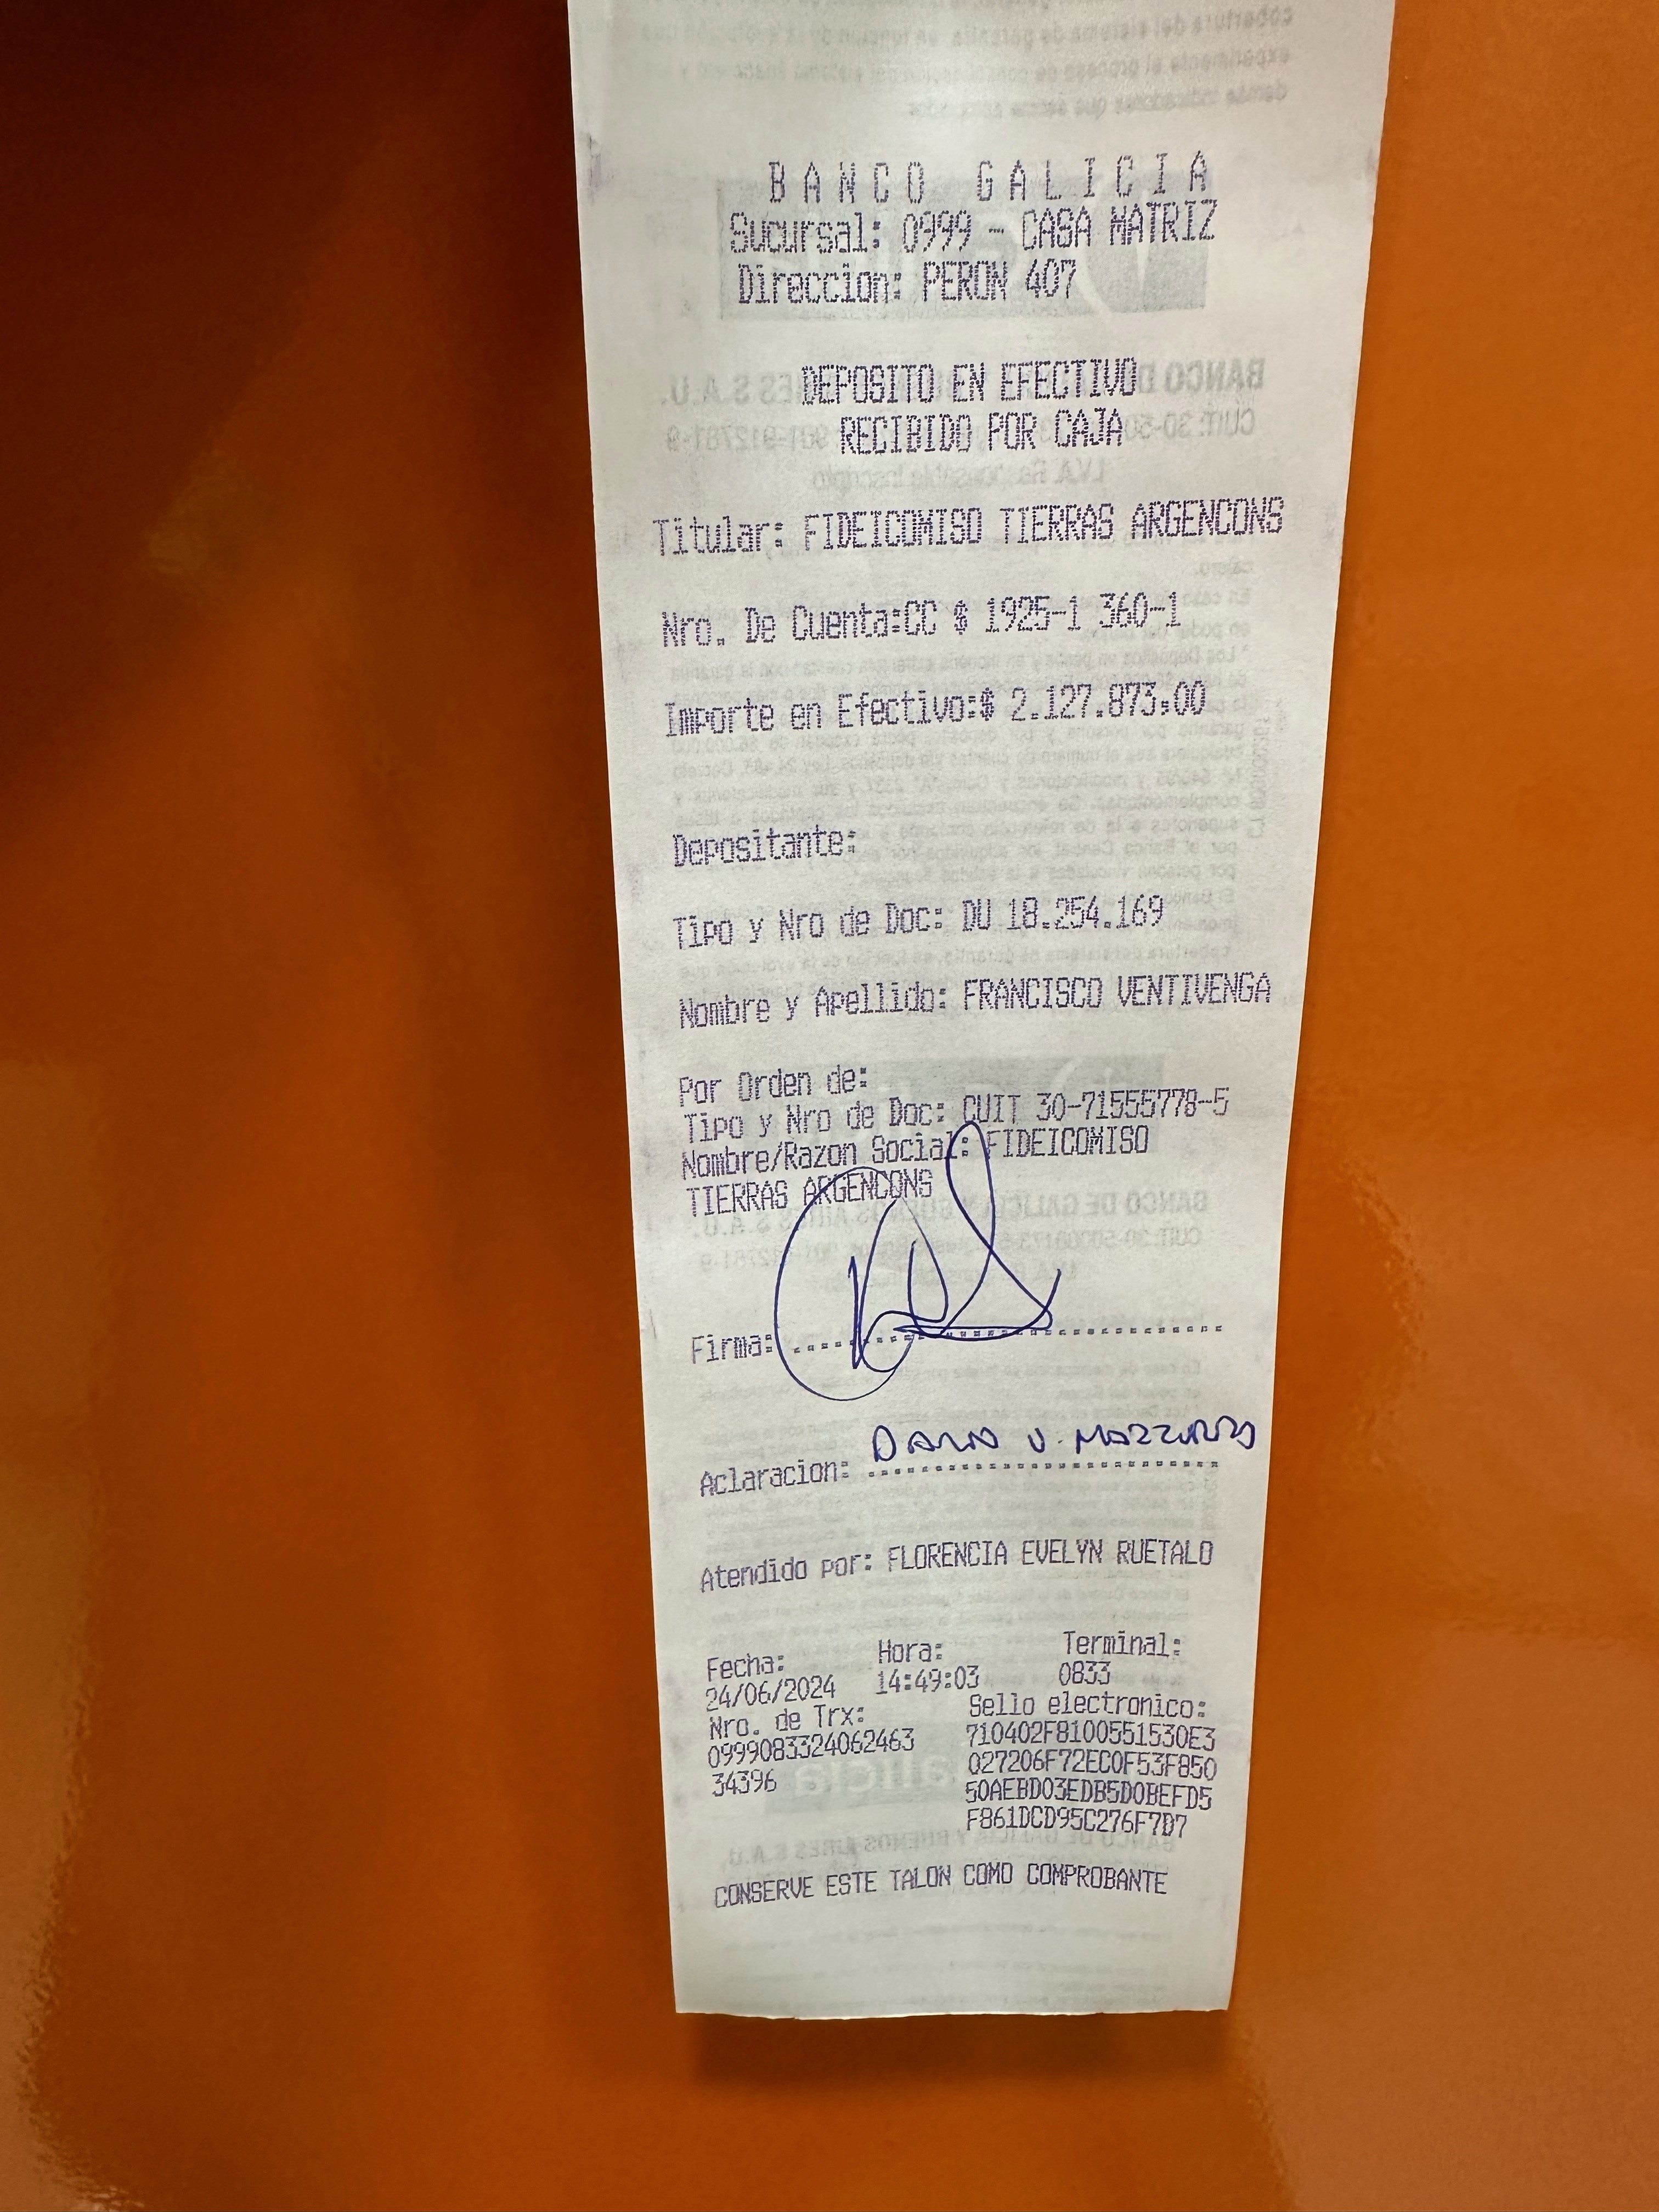 BANCO GALICIA
Sucursal: 0999 - CASA MATRIZ
Direccion: PERON 407
DEPOSITO EN EFECTIVO
RECIBIDO POR CAJA
Titular: FIDEICOMISO TIERRAS ARGENCONS
Nro. De Cuenta:CC $ 1925-1 360-1
Importe en Efectivo:$ 2.127.873,00
Depositante:
Tipo y Nro de Doc: DU 18.254.169
Nombre y Apellido: FRANCISCO VENTIVENGA
Por Orden de:
Tipo y Nro de Doc: CUIT 30-71555778-5
Nombre/Razon Social: FIDEICOMISO
TIERRAS ARGENCONS
Firma:
Aclaracion:
Atendido por: FLORENCIA EVELYN RUETALO
Fecha: Hora: Terminal:
24/06/2024 14:49:03 0833
Nro. de Trx: Sello electronico:
0999083324062463 710402F8100551530E3
34396 027206F72EC0F53F850
50AEBD03EDB5D0BEFD5
F861DCD95C276F7D7
CONSERVE ESTE TALON COMO COMPROBANTE